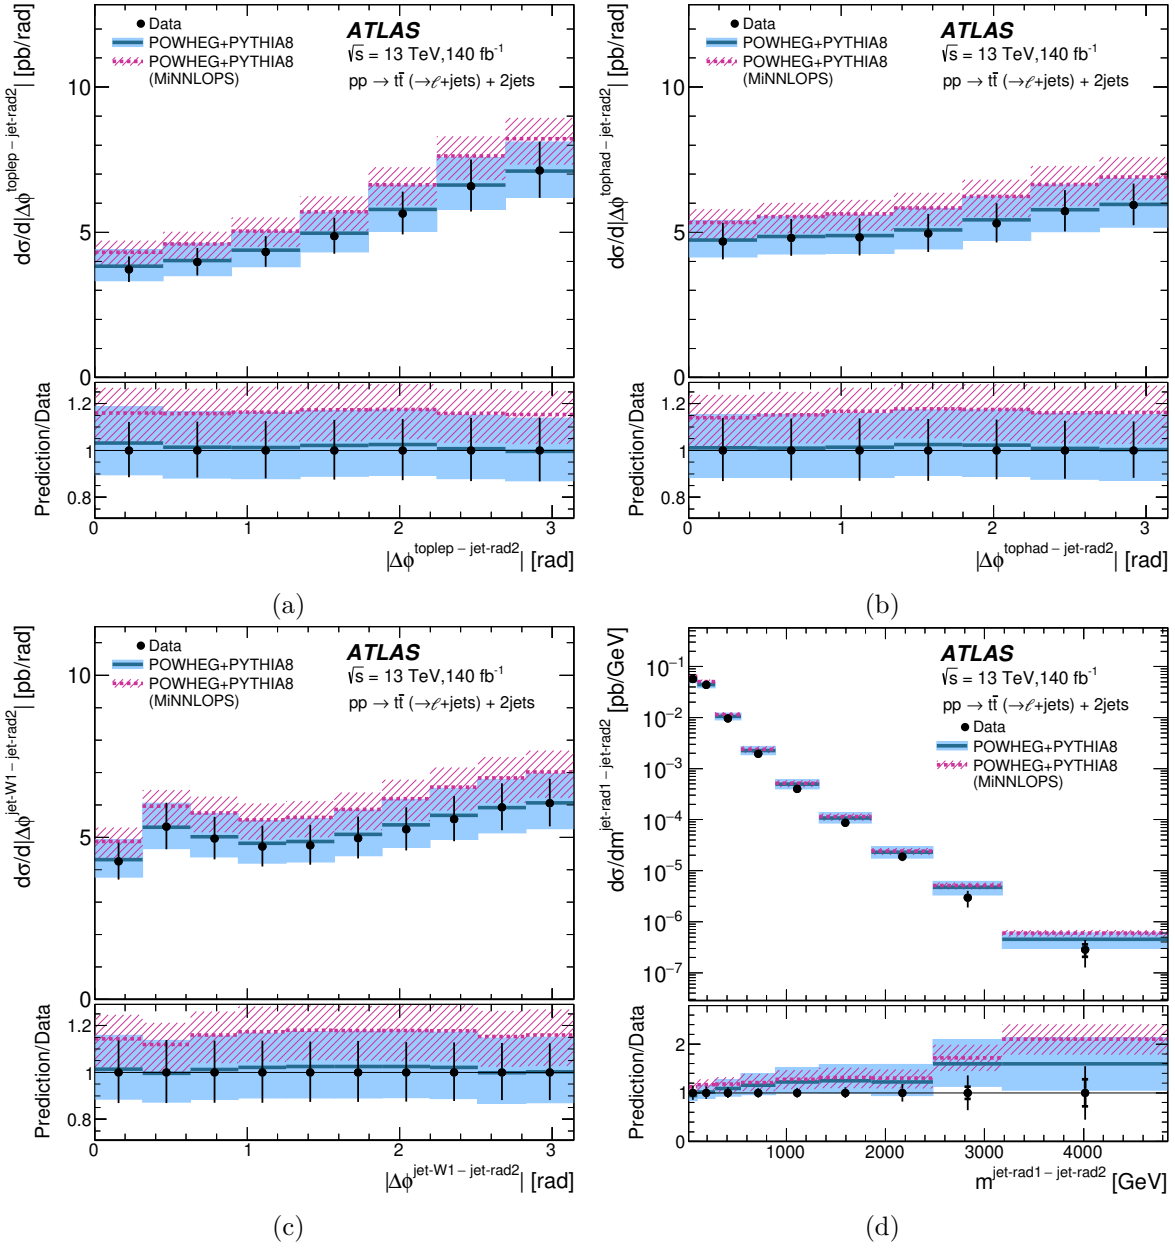 dσ/d|Δϕ^toplep – jet-rad2| [pb/rad]
Data
POWHEG+PYTHIA8
POWHEG+PYTHIA8
(MiNNLOPS)
ATLAS
√s = 13 TeV,140 fb⁻¹
pp → tt̄ (→ℓ+jets) + 2jets
10
5
0
Prediction/Data
1.2
1
0.8
0 1 2 3
|Δϕ^toplep – jet-rad2| [rad]
(a)
dσ/d|Δϕ^tophad – jet-rad2| [pb/rad]
Data
POWHEG+PYTHIA8
POWHEG+PYTHIA8
(MiNNLOPS)
ATLAS
√s = 13 TeV,140 fb⁻¹
pp → tt̄ (→ℓ+jets) + 2jets
10
5
0
Prediction/Data
1.2
1
0.8
0 1 2 3
|Δϕ^tophad – jet-rad2| [rad]
(b)
dσ/d|Δϕ^jet-W1 – jet-rad2| [pb/rad]
Data
POWHEG+PYTHIA8
POWHEG+PYTHIA8
(MiNNLOPS)
ATLAS
√s = 13 TeV,140 fb⁻¹
pp → tt̄ (→ℓ+jets) + 2jets
10
5
0
Prediction/Data
1.2
1
0.8
0 1 2 3
|Δϕ^jet-W1 – jet-rad2| [rad]
(c)
dσ/dm^jet-rad1 – jet-rad2 [pb/GeV]
ATLAS
√s = 13 TeV,140 fb⁻¹
pp → tt̄ (→ℓ+jets) + 2jets
Data
POWHEG+PYTHIA8
POWHEG+PYTHIA8
(MiNNLOPS)
10⁻¹
10⁻²
10⁻³
10⁻⁴
10⁻⁵
10⁻⁶
10⁻⁷
Prediction/Data
2
1
0
1000 2000 3000 4000
m^jet-rad1 – jet-rad2 [GeV]
(d)